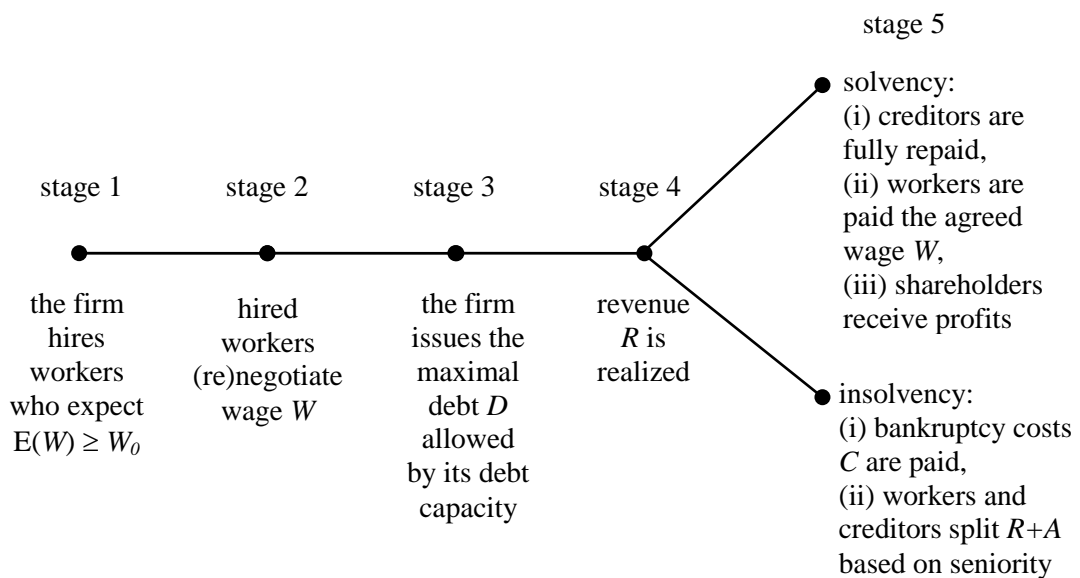 stage 5
solvency:
(i) creditors are
fully repaid,
(ii) workers are
paid the agreed
wage W,
(iii) shareholders
receive profits
stage 1
stage 2
stage 3
stage 4
the firm
hires
workers
who expect
E(W) ≥ W₀
hired
workers
(re)negotiate
wage W
the firm
issues the
maximal
debt D
allowed
by its debt
capacity
revenue
R is
realized
insolvency:
(i) bankruptcy costs
C are paid,
(ii) workers and
creditors split R+A
based on seniority